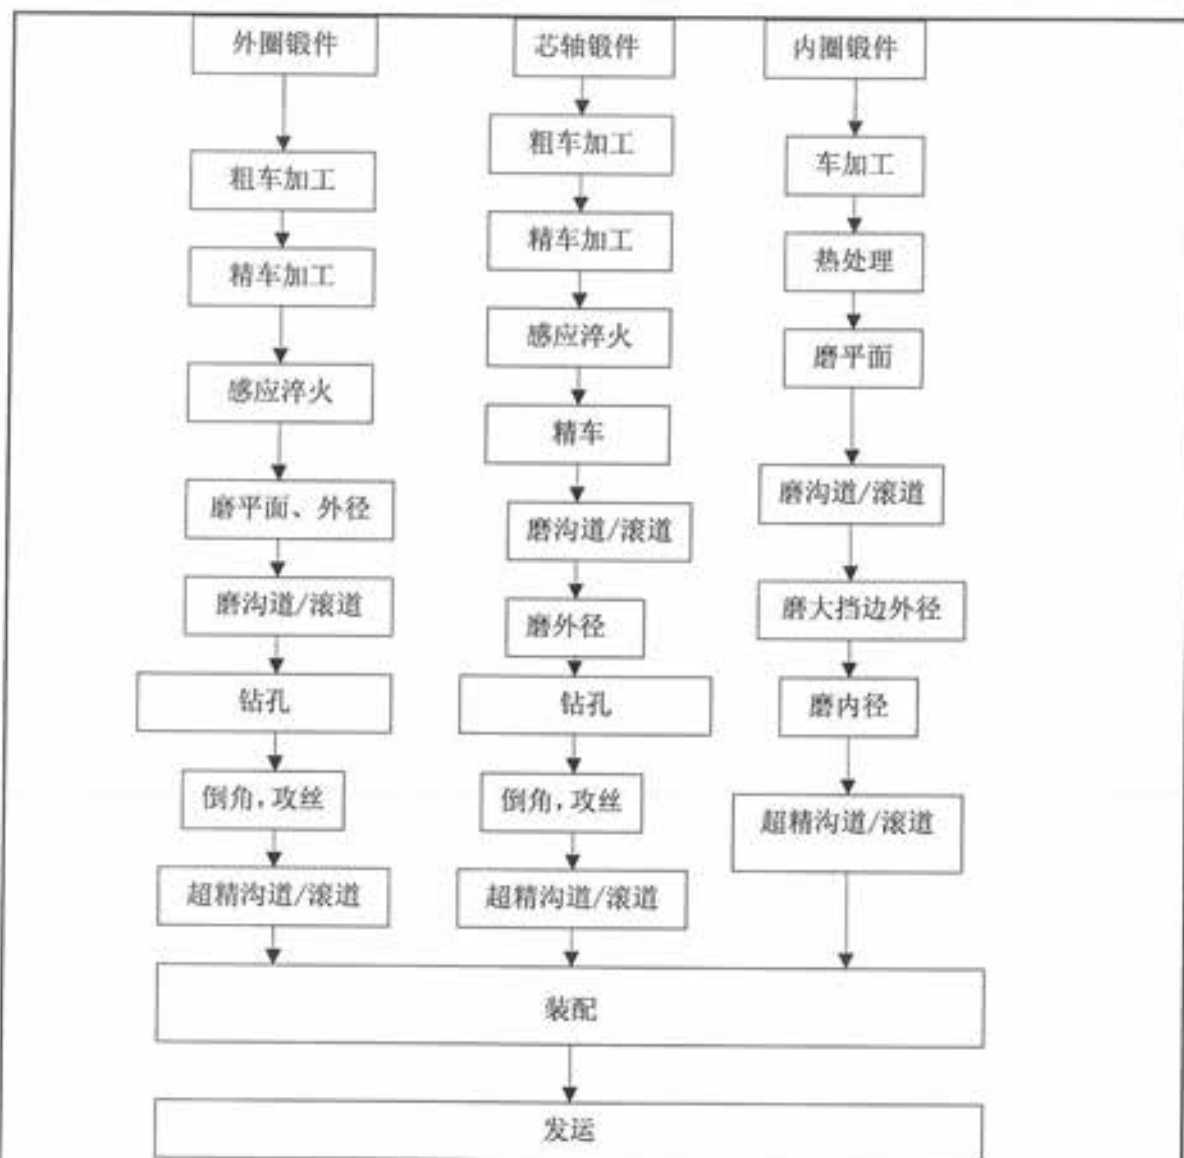 外圈锻件
粗车加工
精车加工
感应淬火
磨平面、外径
磨沟道/滚道
钻孔
倒角,攻丝
超精沟道/滚道
芯轴锻件
粗车加工
精车加工
感应淬火
精车
磨沟道/滚道
磨外径
钻孔
倒角,攻丝
超精沟道/滚道
内圈锻件
车加工
热处理
磨平面
磨沟道/滚道
磨大挡边外径
磨内径
超精沟道/滚道
装配
发运